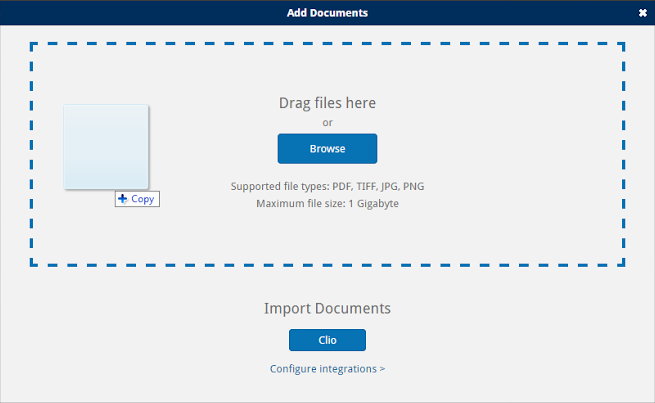 Add Documents
Drag files here
or
Browse
Copy
Supported file types: PDF, TIFF, JPG, PNG
Maximum file size: 1 Gigabyte
Import Documents
Clio
Configure integrations >